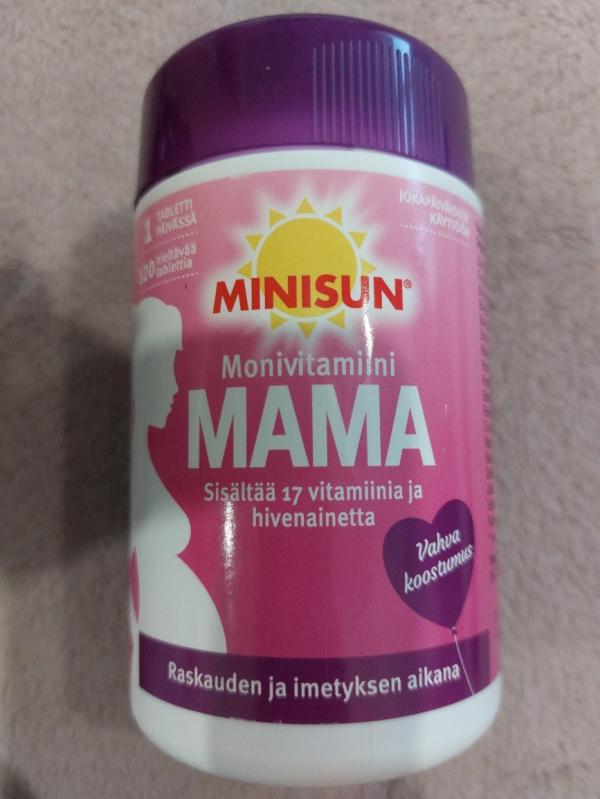 1 TABLETTI
PÄIVÄSSÄ
120 nieltävää
tablettia
JOKAPÄIVÄISEEN
KÄYTTÖÖN
MINISUN®
Monivitamiini
MAMA
Sisältää 17 vitamiinia ja
hivenainetta
Vahva
koostumus
Raskauden ja imetyksen aikana